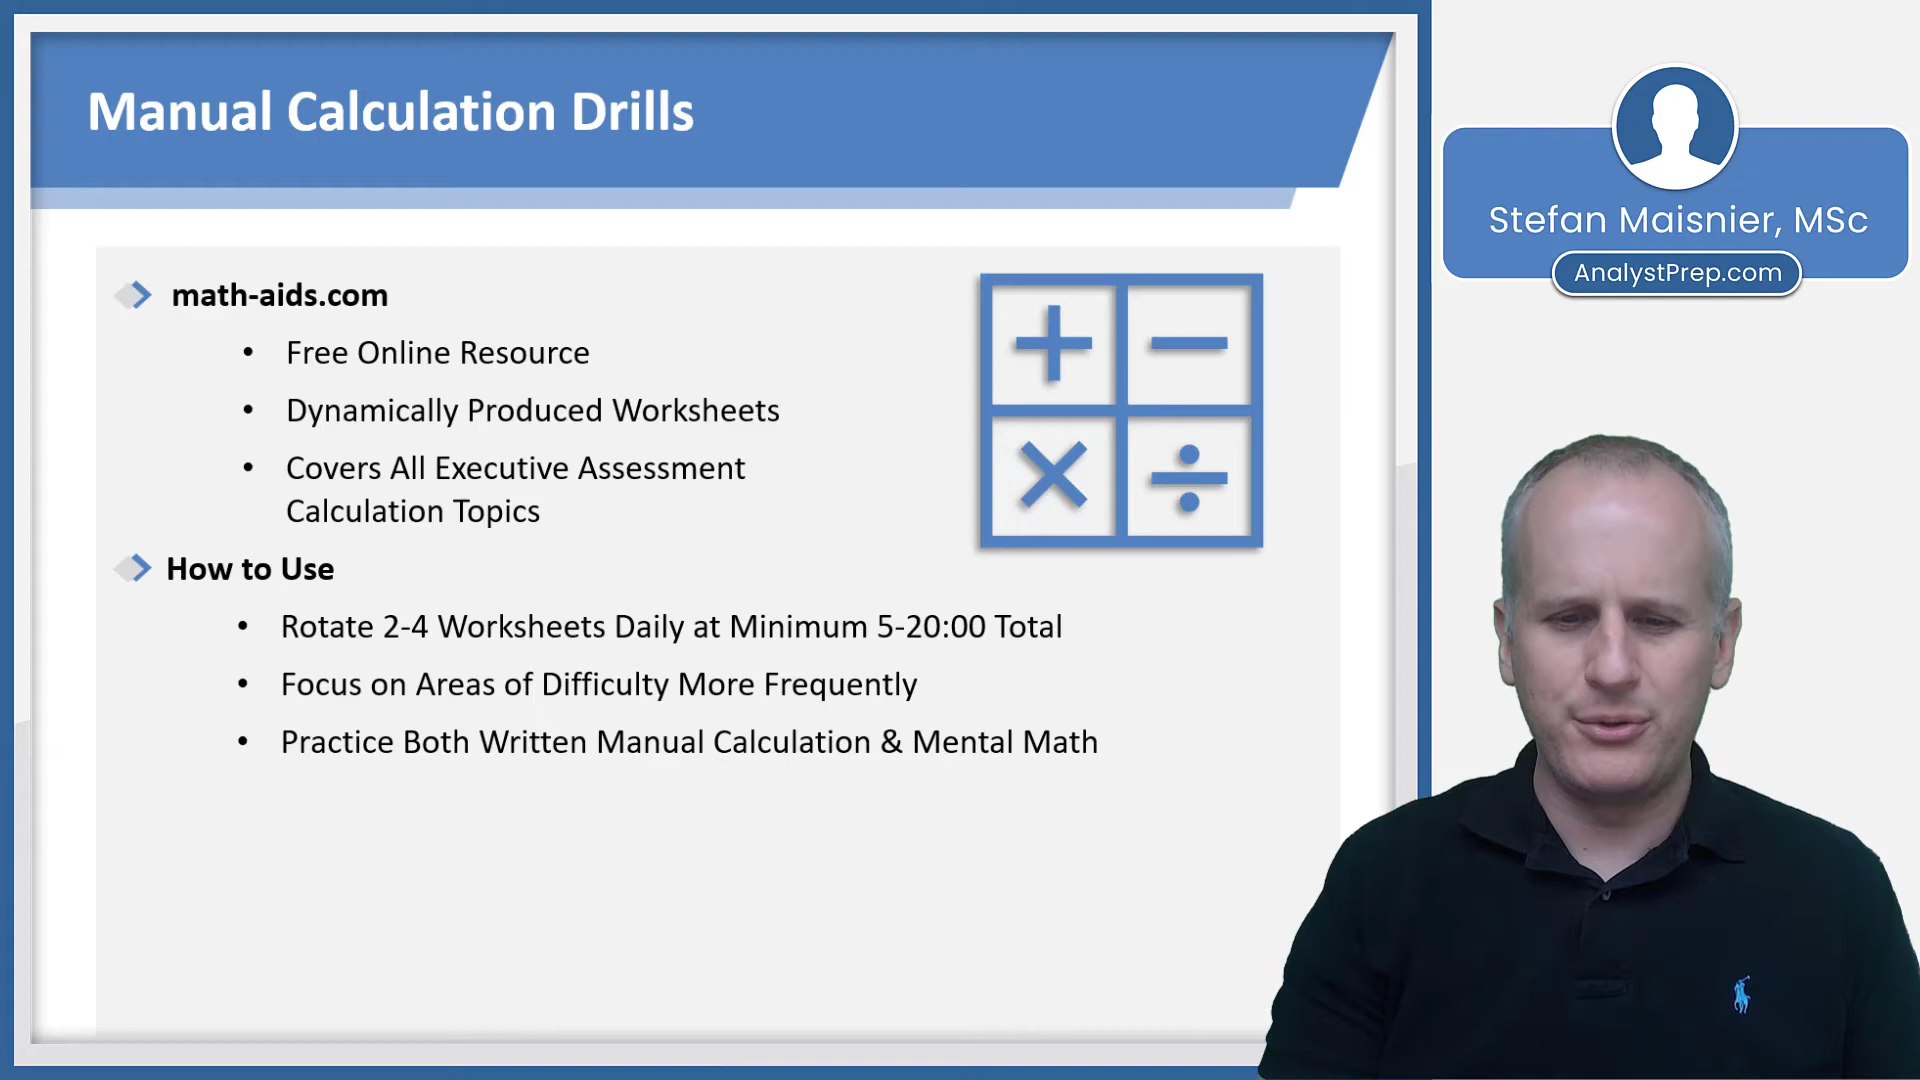 Manual Calculation Drills
math-aids.com
• Free Online Resource
• Dynamically Produced Worksheets
• Covers All Executive Assessment
Calculation Topics
How to Use
• Rotate 2-4 Worksheets Daily at Minimum 5-20:00 Total
• Focus on Areas of Difficulty More Frequently
• Practice Both Written Manual Calculation & Mental Math
Stefan Maisnier, MSc
AnalystPrep.com